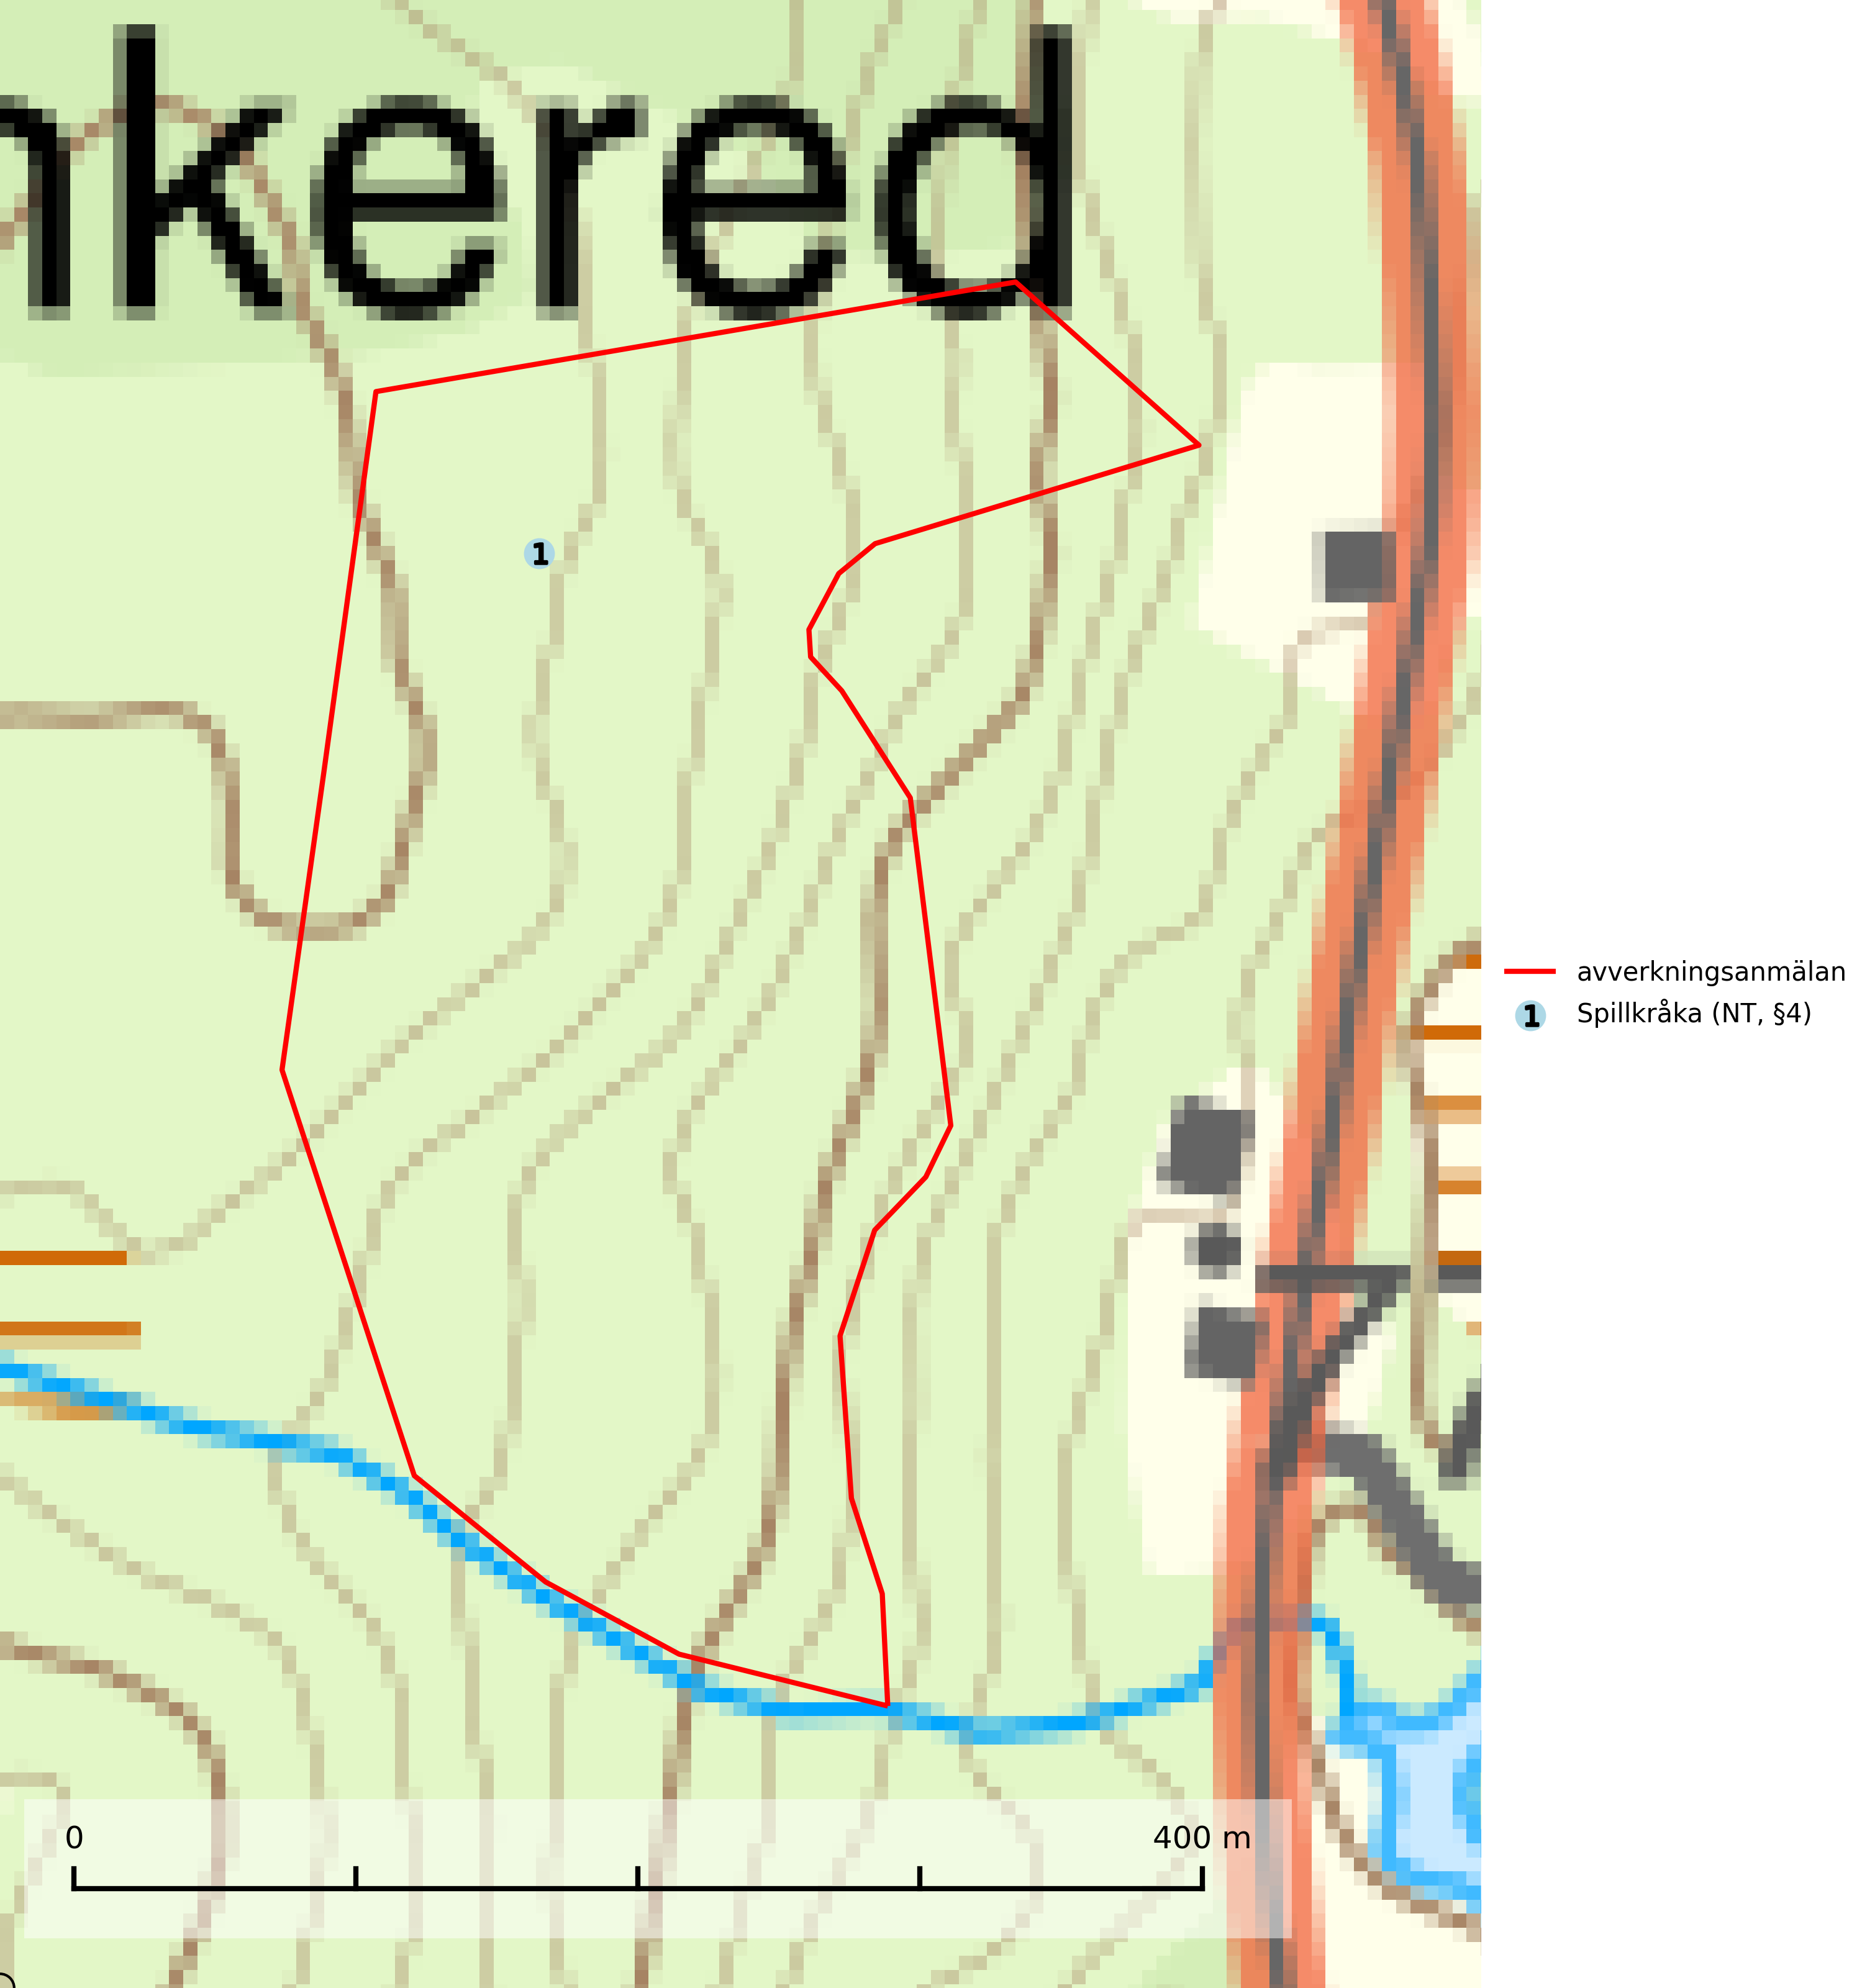 nkered
1
avverkningsanmälan
1 Spillkråka (NT, §4)
0 400 m